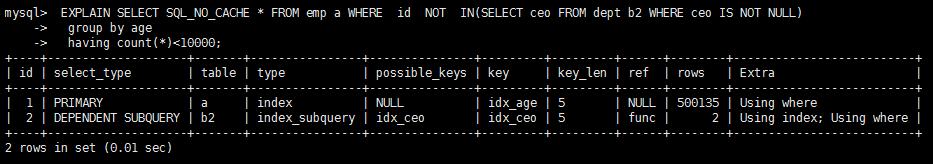 mysql>  EXPLAIN SELECT SQL_NO_CACHE * FROM emp a WHERE  id  NOT  IN(SELECT ceo FROM dept b2 WHERE ceo IS NOT NULL)
    ->  group by age
    ->  having count(*)<10000;
+----+--------------------+-------+----------------+---------------+---------+---------+------+--------+--------------------------+
| id | select_type        | table | type           | possible_keys | key     | key_len | ref  | rows   | Extra                    |
+----+--------------------+-------+----------------+---------------+---------+---------+------+--------+--------------------------+
|  1 | PRIMARY            | a     | index          | NULL          | idx_age | 5       | NULL | 500135 | Using where              |
|  2 | DEPENDENT SUBQUERY | b2    | index_subquery | idx_ceo       | idx_ceo | 5       | func |      2 | Using index; Using where |
+----+--------------------+-------+----------------+---------------+---------+---------+------+--------+--------------------------+
2 rows in set (0.01 sec)